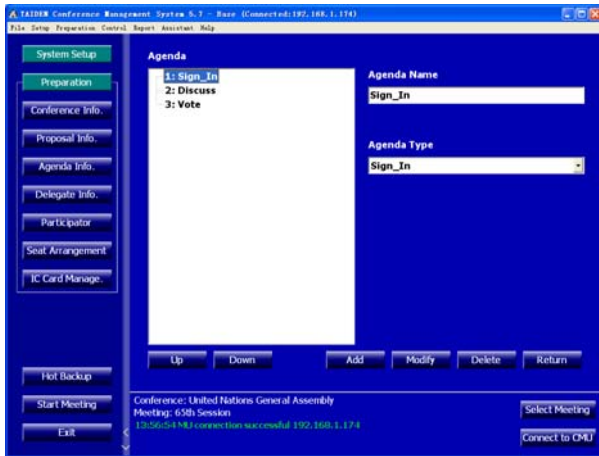 TAIDEN Conference Management System 5.7 - Base (Connected:192.168.1.174)
File Setup Preparation Control Report Assistant Help
System Setup
Preparation
Conference Info.
Proposal Info.
Agenda Info.
Delegate Info.
Participator
Seat Arrangement
IC Card Manage.
Hot Backup
Start Meeting
Exit
Agenda
1: Sign_In
2: Discuss
3: Vote
Agenda Name
Sign_In
Agenda Type
Sign_In
Up Down Add Modify Delete Return
Conference: United Nations General Assembly
Meeting: 65th Session
13:56:54 MU connection successful 192.168.1.174
Select Meeting
Connect to CMU